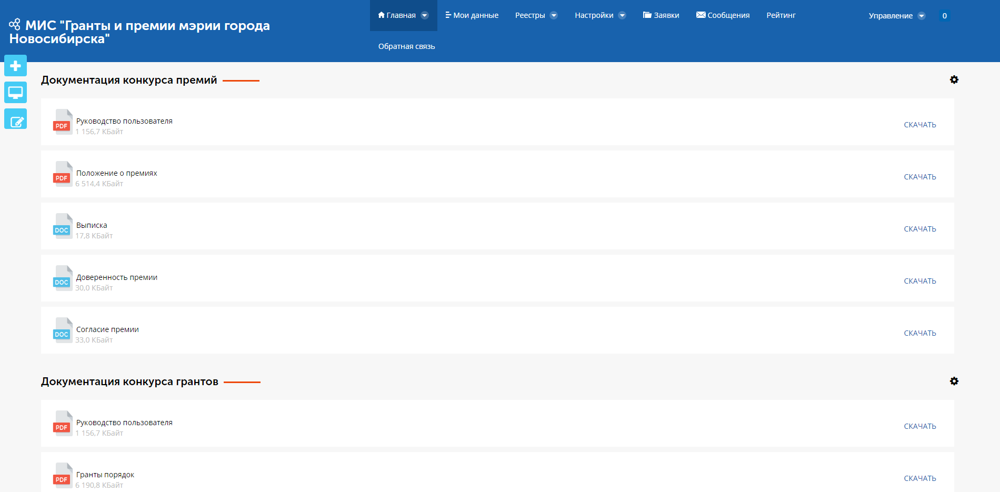 МИС "Гранты и премии мэрии города
Новосибирска"
Главная
Мои данные
Реестры
Настройки
Заявки
Сообщения
Рейтинг
Управление
0
Обратная связь
Документация конкурса премий
PDF
Руководство пользователя
1 156,7 КБайт
СКАЧАТЬ
PDF
Положение о премиях
6 514,4 КБайт
СКАЧАТЬ
DOC
Выписка
17,8 КБайт
СКАЧАТЬ
DOC
Доверенность премии
30,0 КБайт
СКАЧАТЬ
DOC
Согласие премии
33,0 КБайт
СКАЧАТЬ
Документация конкурса грантов
PDF
Руководство пользователя
1 156,7 КБайт
СКАЧАТЬ
PDF
Гранты порядок
6 190,8 КБайт
СКАЧАТЬ